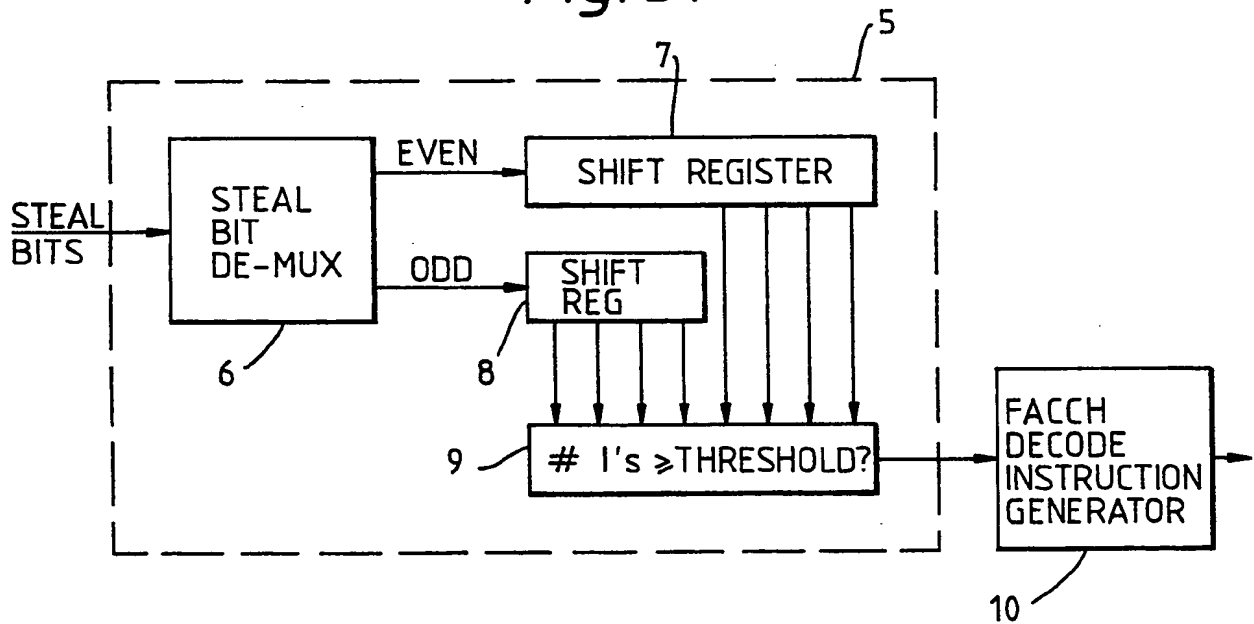 5
7
EVEN
SHIFT REGISTER
STEAL
BITS
STEAL
BIT
DE-MUX
ODD
SHIFT
REG
6
8
9
# 1's ⩾THRESHOLD?
FACCH
DECODE
INSTRUCTION
GENERATOR
10